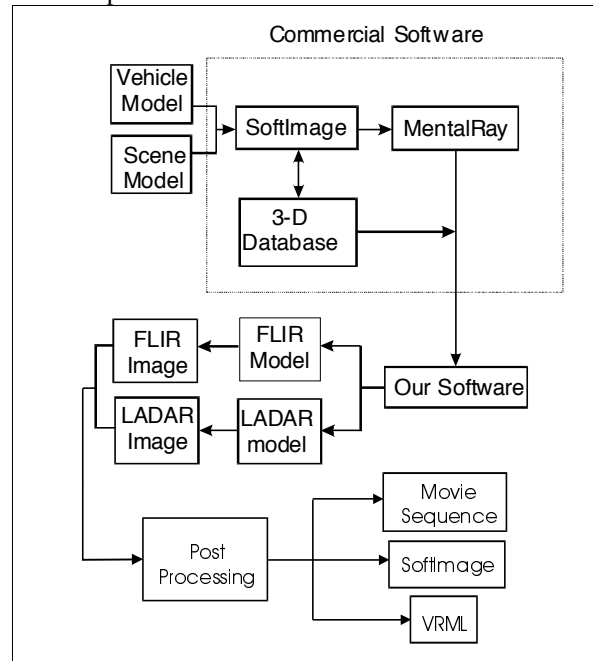 Commercial Software
Vehicle
Model
Scene
Model
SoftImage
MentalRay
3-D
Database
FLIR
Image
FLIR
Model
Our Software
LADAR
Image
LADAR
model
Movie
Sequence
Post
Processing
SoftImage
VRML